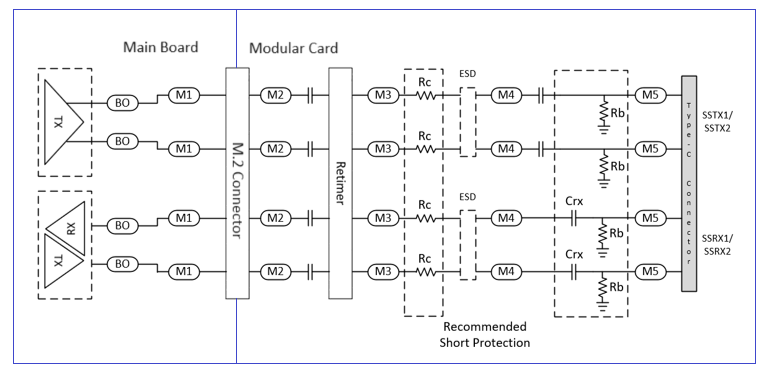 Main Board
Modular Card
TX
BO
M1
M2
M3
Rc
ESD
M4
Rb
M5
BO
M1
M2
M3
Rc
M4
Rb
M5
M.2 Connector
Retimer
Type-C Connector
SSTX1/
SSTX2
RX
TX
BO
M1
M2
M3
Rc
ESD
M4
Crx
Rb
M5
BO
M1
M2
M3
Rc
M4
Crx
Rb
M5
SSRX1/
SSRX2
Recommended
Short Protection